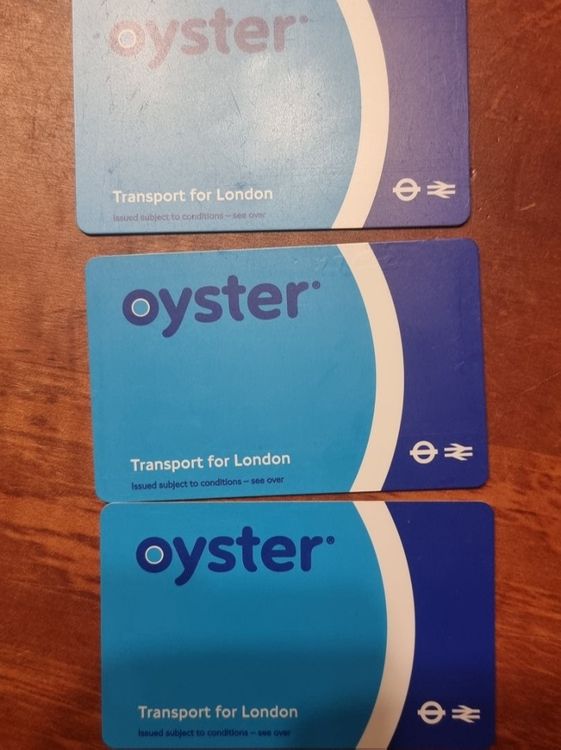 oyster®
Transport for London
Issued subject to conditions – see over
oyster®
Transport for London
Issued subject to conditions – see over
oyster®
Transport for London
Issued subject to conditions – see over